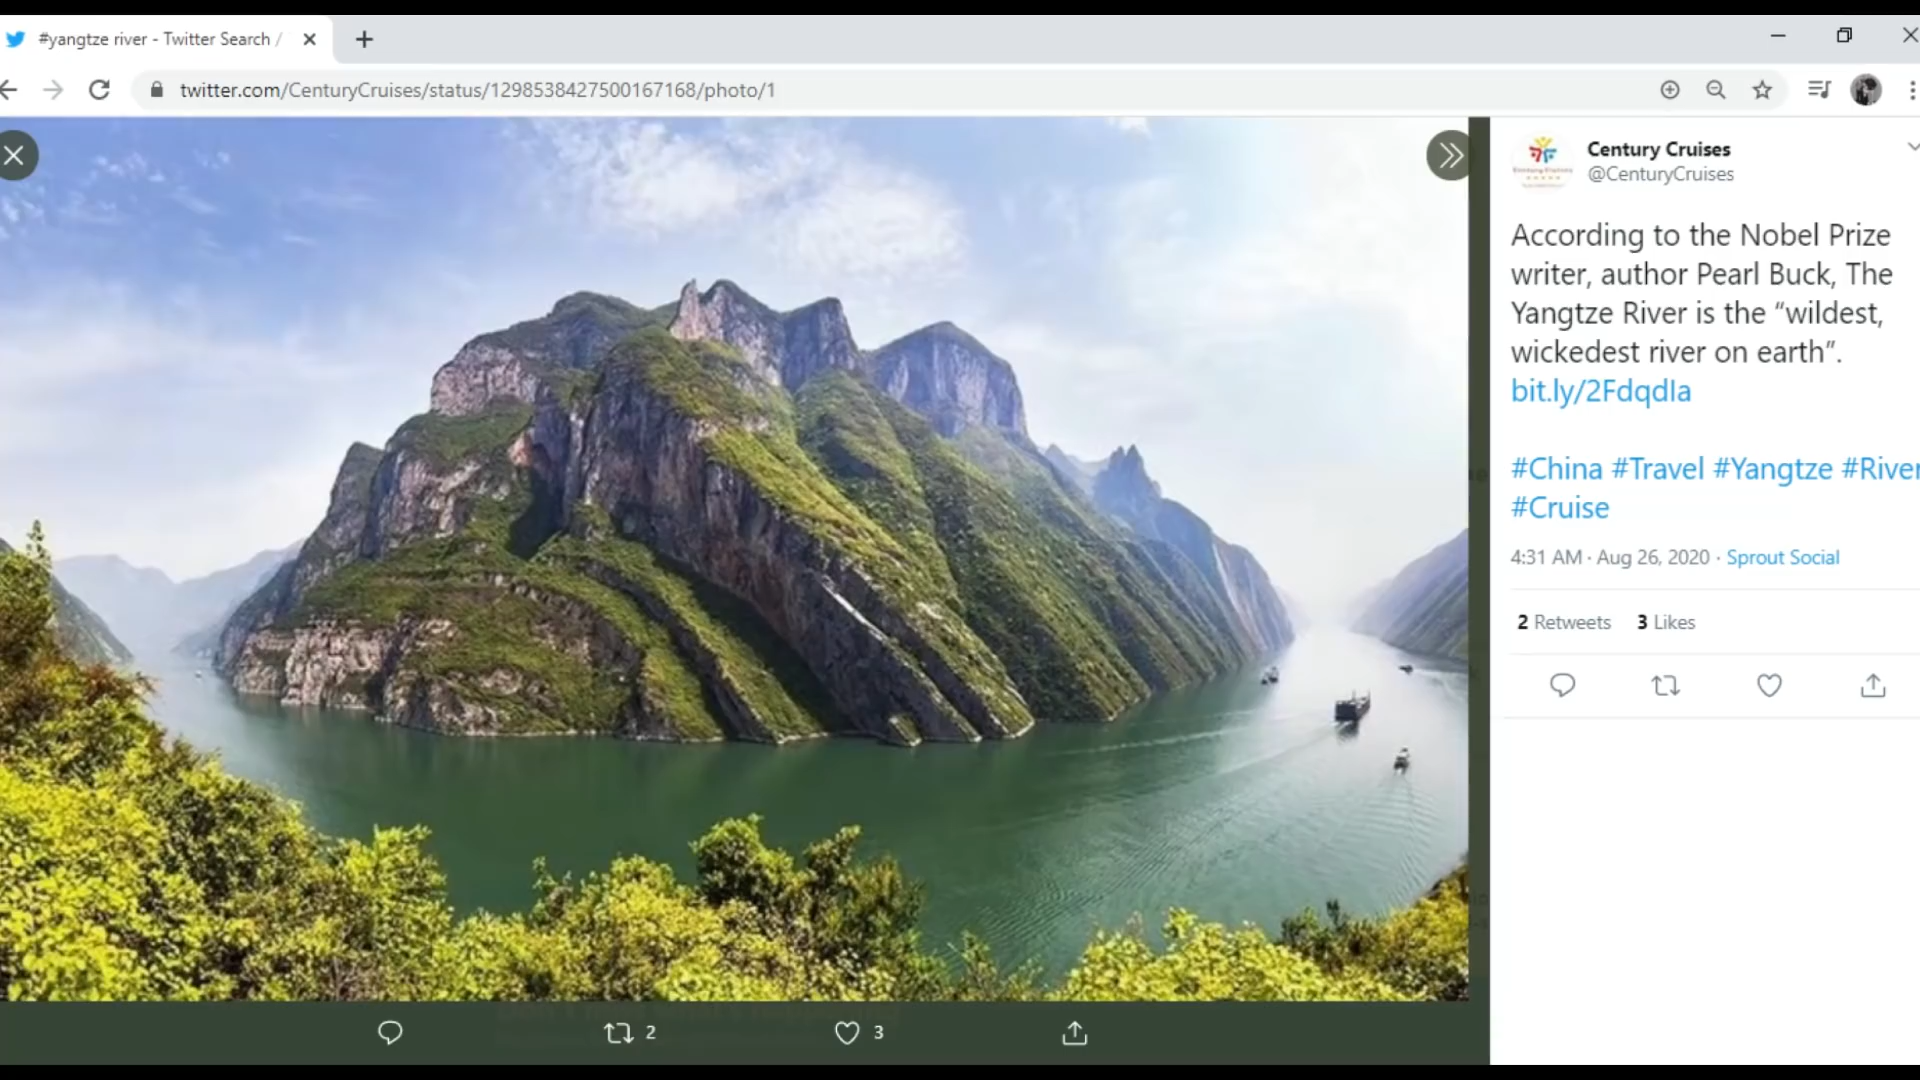 #yangtze river - Twitter Search /
twitter.com/CenturyCruises/status/1298538427500167168/photo/1
Century Cruises
@CenturyCruises
According to the Nobel Prize
writer, author Pearl Buck, The
Yangtze River is the “wildest,
wickedest river on earth”.
bit.ly/2FdqdIa
#China #Travel #Yangtze #River
#Cruise
4:31 AM · Aug 26, 2020 · Sprout Social
2 Retweets 3 Likes
2 3